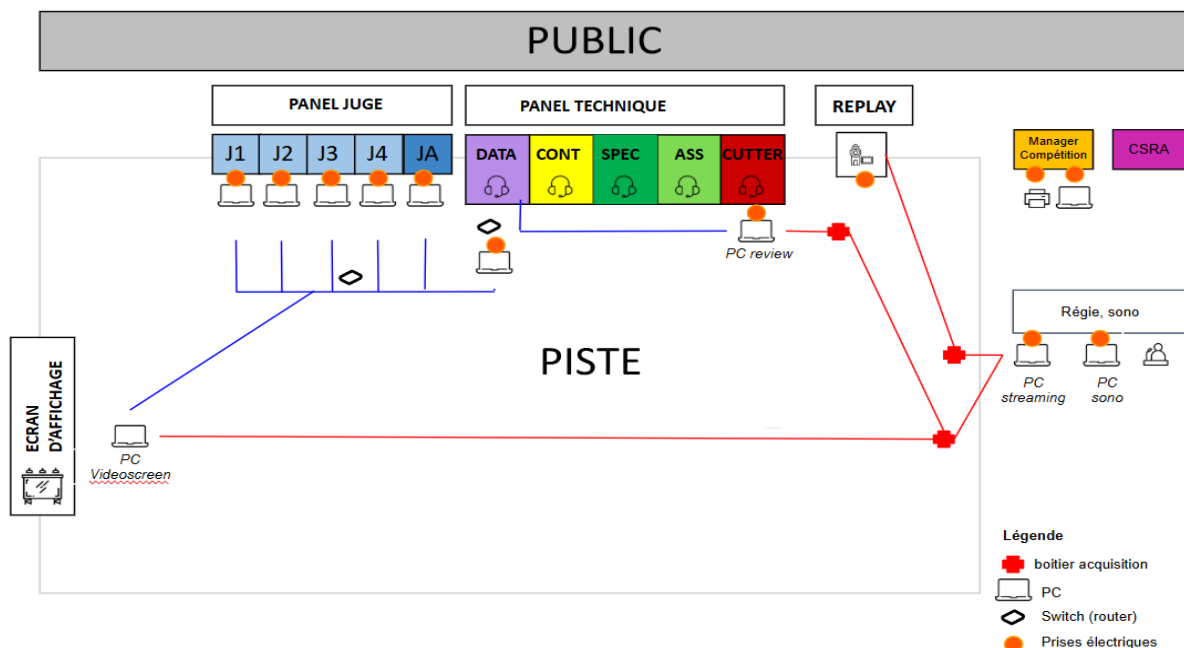 PUBLIC
PANEL JUGE
PANEL TECHNIQUE
REPLAY
J1
J2
J3
J4
JA
DATA
CONT
SPEC
ASS
CUTTER
Manager
Compétition
CSRA
PC review
Régie, sono
PISTE
PC
streaming
PC
sono
ECRAN
D'AFFICHAGE
PC
Videoscreen
Légende
boitier acquisition
PC
Switch (router)
Prises électriques